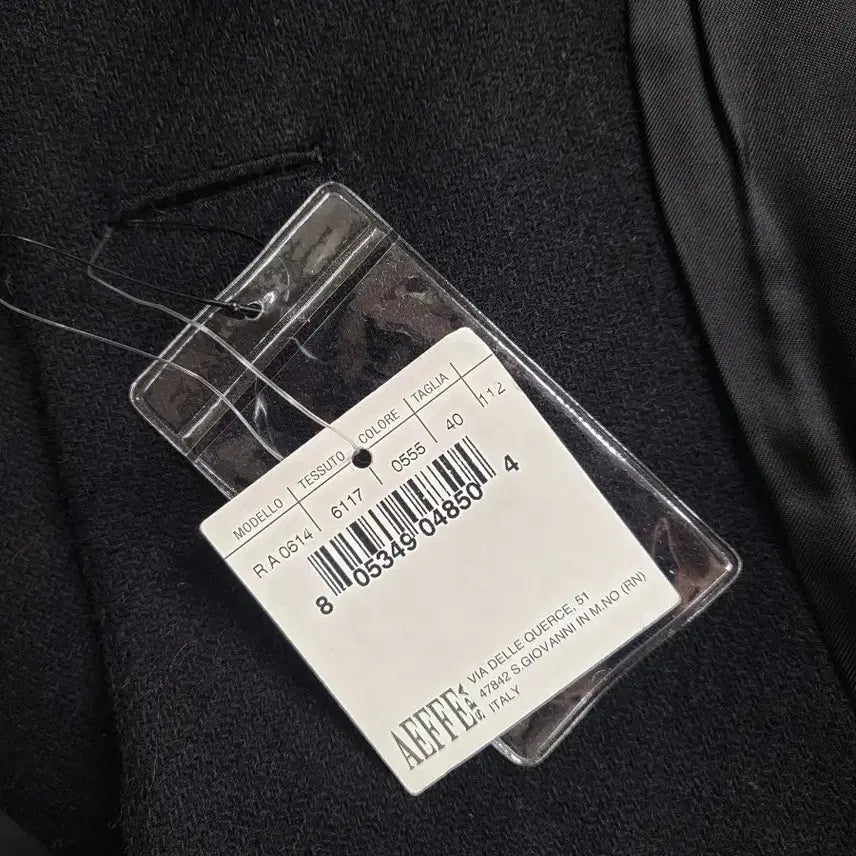 MODELLO TESSUTO COLORE TAGLIA
R A 0614 6117 0555 40 112
8 05349 04850 4
AEFFE SPA
VIA DELLE QUERCE, 51
47842 S.GIOVANNI IN M.NO (RN)
ITALY